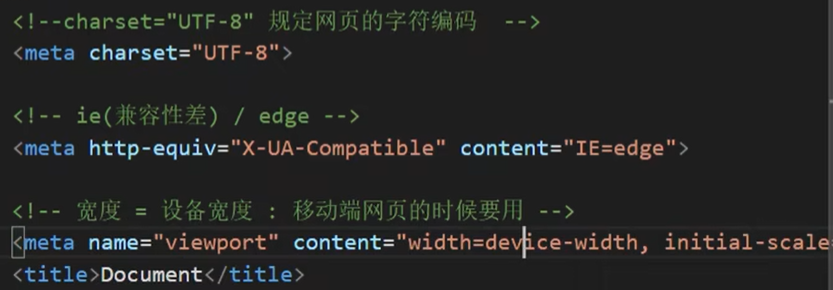 <!--charset="UTF-8" 规定网页的字符编码  -->
<meta charset="UTF-8">
<!-- ie(兼容性差) / edge -->
<meta http-equiv="X-UA-Compatible" content="IE=edge">
<!-- 宽度 = 设备宽度 : 移动端网页的时候要用 -->
<meta name="viewport" content="width=device-width, initial-scale=
<title>Document</title>